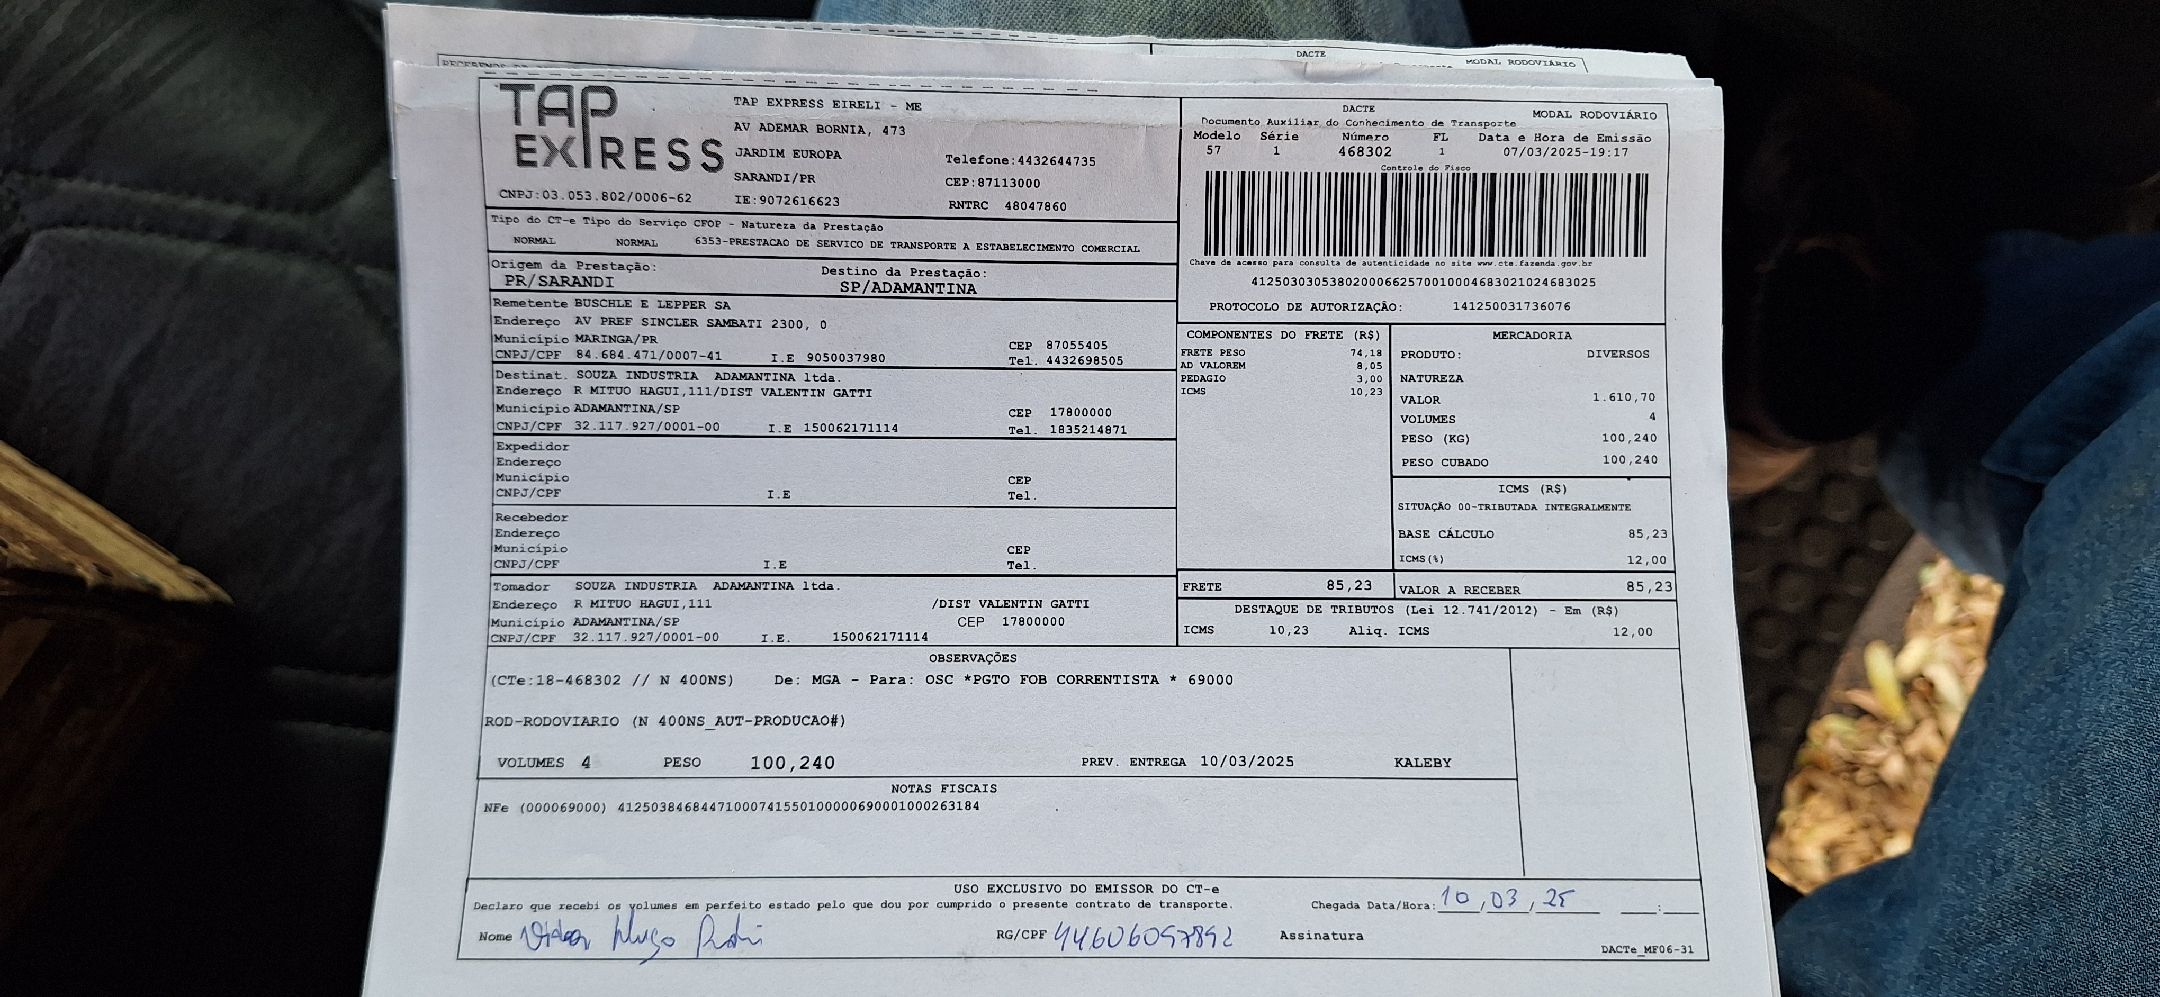 DACTE
MODAL RODOVIÁRIO
TAP EXPRESS
TAP EXPRESS EIRELI - ME
AV ADEMAR BORNIA, 473
JARDIM EUROPA
Telefone:4432644735
SARANDI/PR
CEP:87113000
CNPJ:03.053.802/0006-62
IE:9072616623
RNTRC 48047860
DACTE
MODAL RODOVIÁRIO
Documento Auxiliar do Conhecimento de Transporte
Modelo Série Número FL Data e Hora de Emissão
57 1 468302 1 07/03/2025-19:17
Controle do Fisco
Chave de acesso para consulta de autenticidade no site www.cte.fazenda.gov.br
41250303053802000662570010004683021024683025
PROTOCOLO DE AUTORIZAÇÃO: 141250031736076
Tipo do CT-e Tipo do Serviço CFOP - Natureza da Prestação
NORMAL NORMAL 6353-PRESTACAO DE SERVICO DE TRANSPORTE A ESTABELECIMENTO COMERCIAL
Origem da Prestação: Destino da Prestação:
PR/SARANDI SP/ADAMANTINA
Remetente BUSCHLE E LEPPER SA
Endereço AV PREF SINCLER SAMBATI 2300, 0
Município MARINGA/PR CEP 87055405
CNPJ/CPF 84.684.471/0007-41 I.E 9050037980 Tel. 4432698505
Destinat. SOUZA INDUSTRIA ADAMANTINA ltda.
Endereço R MITUO HAGUI,111/DIST VALENTIN GATTI
Município ADAMANTINA/SP CEP 17800000
CNPJ/CPF 32.117.927/0001-00 I.E 150062171114 Tel. 1835214871
Expedidor
Endereço
Município CEP
CNPJ/CPF I.E Tel.
Recebedor
Endereço
Município CEP
CNPJ/CPF I.E Tel.
Tomador SOUZA INDUSTRIA ADAMANTINA ltda.
Endereço R MITUO HAGUI,111 /DIST VALENTIN GATTI
Município ADAMANTINA/SP CEP 17800000
CNPJ/CPF 32.117.927/0001-00 I.E. 150062171114
COMPONENTES DO FRETE (R$)
FRETE PESO 74,18
AD VALOREM 8,05
PEDAGIO 3,00
ICMS 10,23
MERCADORIA
PRODUTO: DIVERSOS
NATUREZA
VALOR 1.610,70
VOLUMES 4
PESO (KG) 100,240
PESO CUBADO 100,240
ICMS (R$)
SITUAÇÃO 00-TRIBUTADA INTEGRALMENTE
BASE CÁLCULO 85,23
ICMS(%) 12,00
FRETE 85,23 VALOR A RECEBER 85,23
DESTAQUE DE TRIBUTOS (Lei 12.741/2012) - Em (R$)
ICMS 10,23 Aliq. ICMS 12,00
OBSERVAÇÕES
(CTe:18-468302 // N 400NS) De: MGA - Para: OSC *PGTO FOB CORRENTISTA * 69000
ROD-RODOVIARIO (N 400NS_AUT-PRODUCAO#)
VOLUMES 4 PESO 100,240 PREV. ENTREGA 10/03/2025 KALEBY
NOTAS FISCAIS
NFe (000069000) 41250384684471000741550100000690001000263184
USO EXCLUSIVO DO EMISSOR DO CT-e
Declaro que recebi os volumes em perfeito estado pelo que dou por cumprido o presente contrato de transporte. Chegada Data/Hora: 10,03,25 :
Nome Hugo RG/CPF 44606097892 Assinatura
DACTe_MF06-31